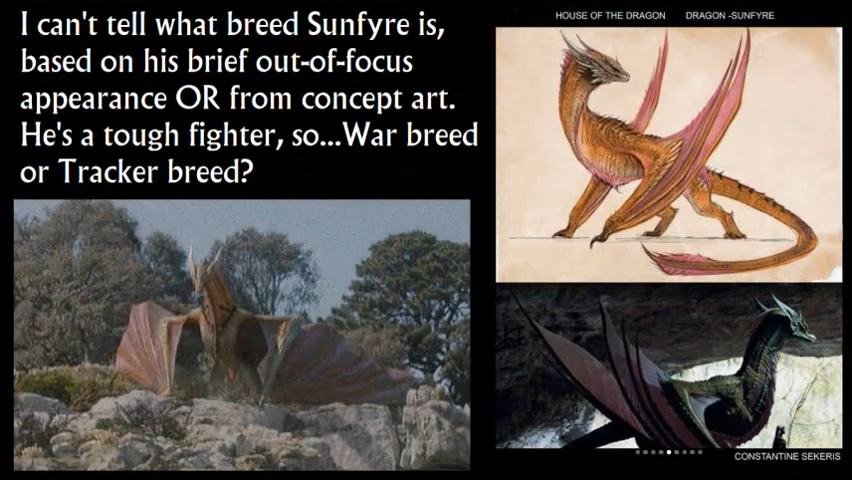 I can't tell what breed Sunfyre is,
based on his brief out-of-focus
appearance OR from concept art.
He's a tough fighter, so...War breed
or Tracker breed?
HOUSE OF THE DRAGON DRAGON -SUNFYRE
CONSTANTINE SEKERIS